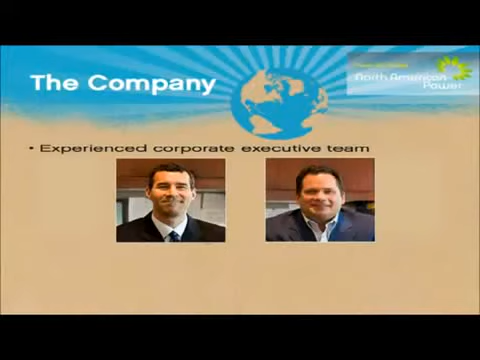 The Company
North American
Power
• Experienced corporate executive team